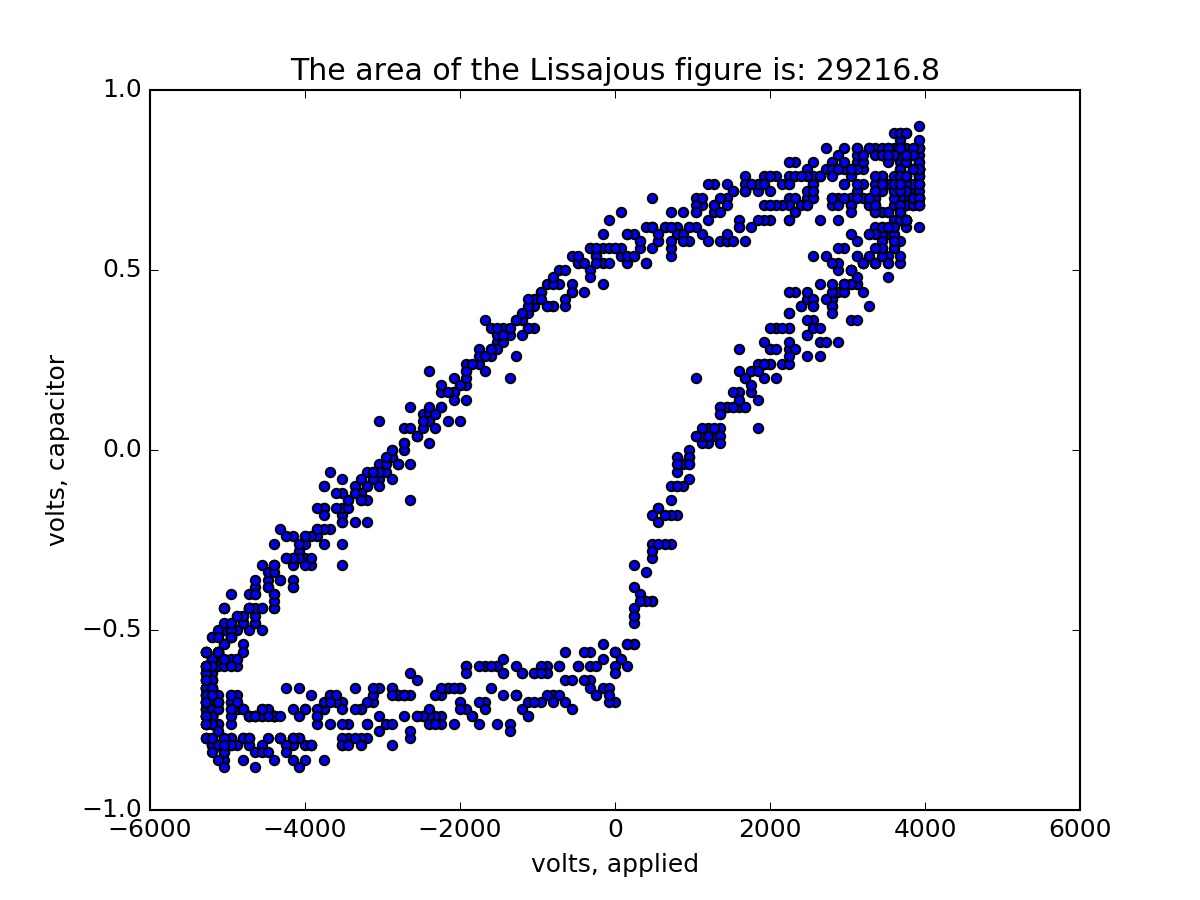 The area of the Lissajous figure is: 29216.8
1.0
0.5
0.0
−0.5
−1.0
volts, capacitor
−6000 −4000 −2000 0 2000 4000 6000
volts, applied